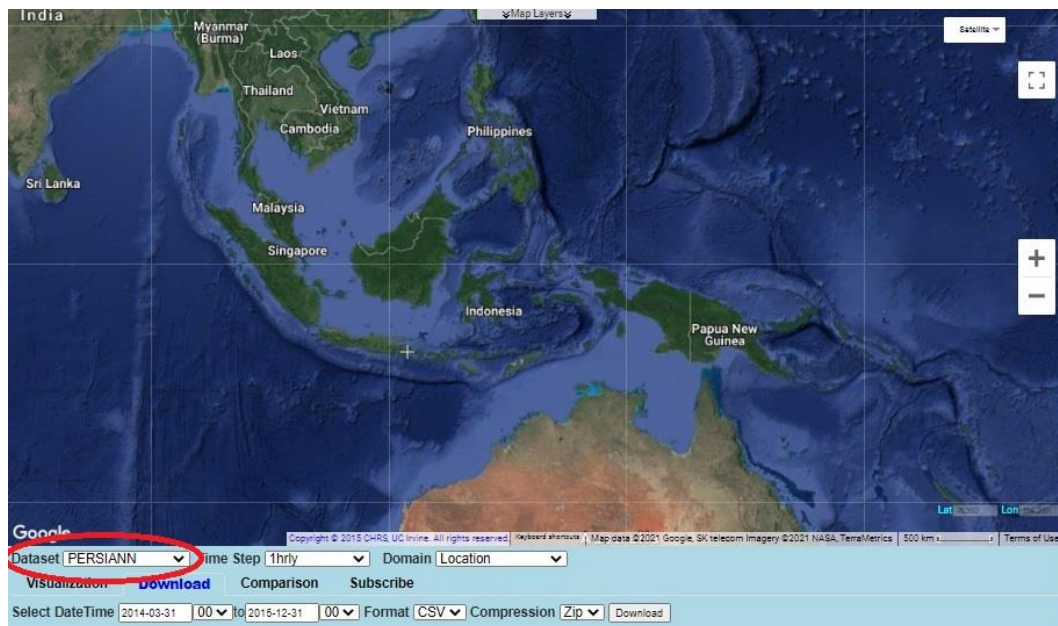 India
⩔Map Layers⩔
Myanmar
(Burma)
Satellite
Laos
Thailand
Vietnam
Cambodia
Philippines
Sri Lanka
Malaysia
Singapore
Indonesia
Papua New
Guinea
Lat Lon
Google
Copyright © 2015 CHRS, UC Irvine. All rights reserved. Keyboard shortcuts Map data ©2021 Google, SK telecom Imagery ©2021 NASA, TerraMetrics 500 km Terms of Use
Dataset PERSIANN Time Step 1hrly Domain Location
Visualization Download Comparison Subscribe
Select DateTime 2014-03-31 00 to 2015-12-31 00 Format CSV Compression Zip Download